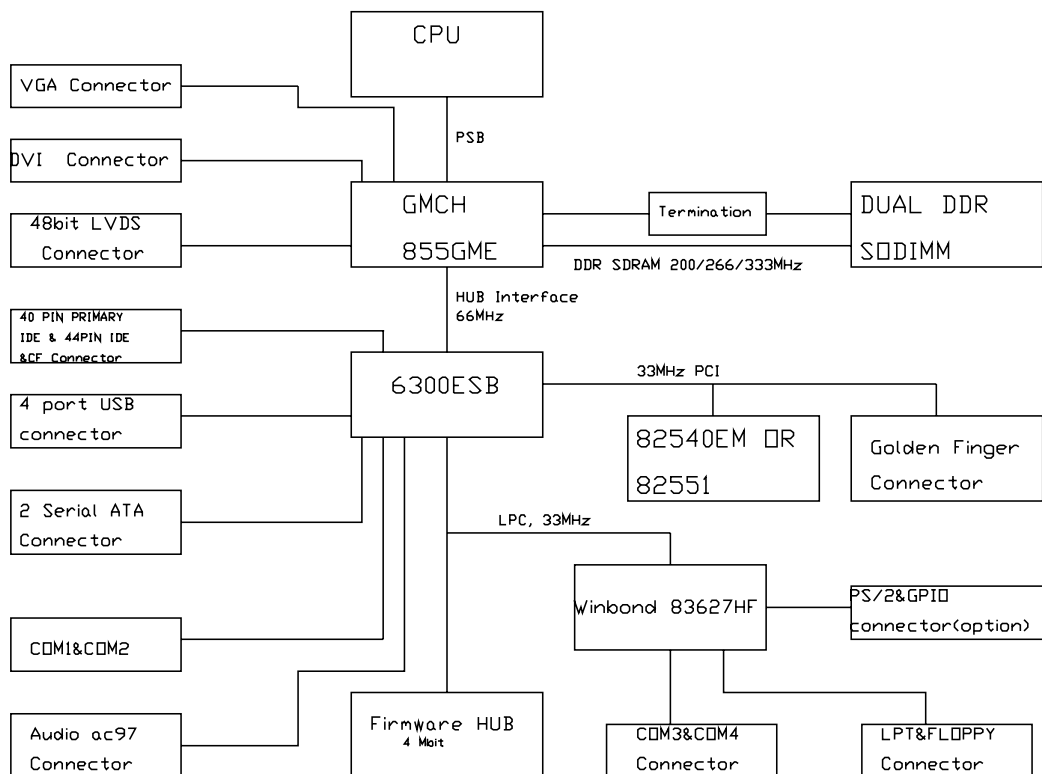 CPU
VGA Connector
PSB
DVI Connector
GMCH
855GME
Termination
DUAL DDR
SODIMM
48bit LVDS
Connector
DDR SDRAM 200/266/333MHz
HUB Interface
66MHz
40 PIN PRIMARY
IDE & 44PIN IDE
&CF Connector
6300ESB
33MHz PCI
4 port USB
connector
82540EM OR
82551
Golden Finger
Connector
2 Serial ATA
Connector
LPC, 33MHz
Winbond 83627HF
PS/2&GPIO
connector(option)
COM1&COM2
Audio ac97
Connector
Firmware HUB
4 Mbit
COM3&COM4
Connector
LPT&FLOPPY
Connector